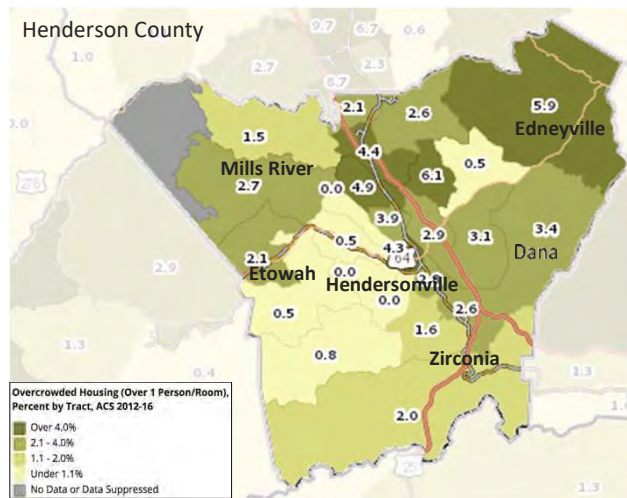 Henderson County
9.7
6.7
0.6
1.0
2.7
2.3
8.7
2.1
2.6
5.9
Edneyville
1.5
4.4
0.0
Mills River
0.5
276
2.7
0.0
4.9
6.1
3.9
2.9
3.1
3.4
Dana
0.5
4.3
64
2.9
2.1
Etowah
0.0
Hendersonville
0.0
2.6
0.5
1.6
1.3
0.8
Zirconia
0.4
1.3
2.0
25
Overcrowded Housing (Over 1 Person/Room),
Percent by Tract, ACS 2012-16
Over 4.0%
2.1 - 4.0%
1.1 - 2.0%
Under 1.1%
No Data or Data Suppressed